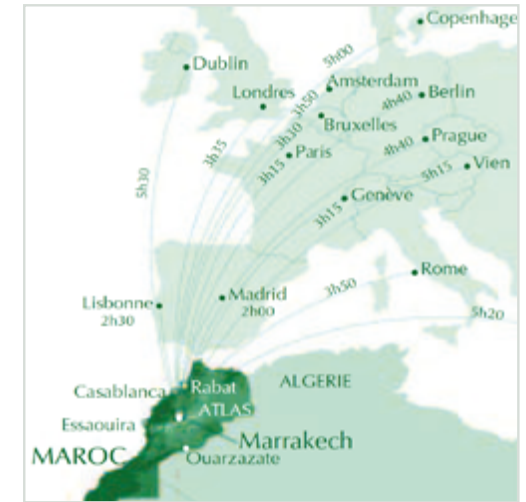 Copenhage
5h00
Dublin
Amsterdam
Londres
3h50
4h40
Berlin
3h35
3h30
Bruxelles
Prague
4h40
3h15
Paris
5h15
Vien
5h30
3h15
Genève
Rome
3h50
Lisbonne
2h30
Madrid
2h00
5h20
Casablanca
Rabat
ALGERIE
ATLAS
Essaouira
Marrakech
MAROC
Ouarzazate